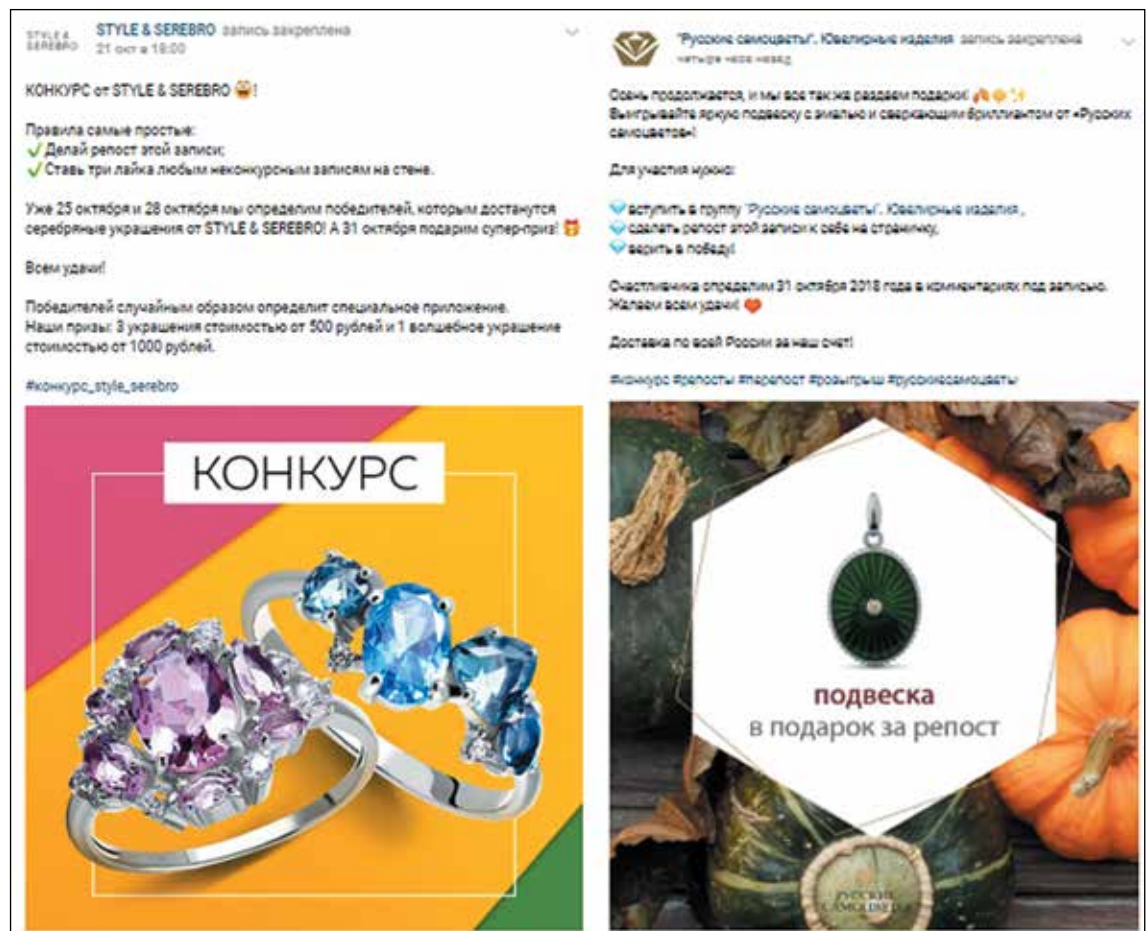 STYLE & SEREBRO
STYLE & SEREBRO запись закреплена
21 окт в 18:00
КОНКУРС от STYLE & SEREBRO !
Правила самые простые:
Делай репост этой записи;
Ставь три лайка любым неконкурсным записям на стене.
Уже 25 октября и 28 октября мы определим победителей, которым достанутся
серебряные украшения от STYLE & SEREBRO! А 31 октября подарим супер-приз!
Всем удачи!
Победителей случайным образом определит специальное приложение.
Наши призы: 3 украшения стоимостью от 500 рублей и 1 волшебное украшение
стоимостью от 1000 рублей.
#конкурс_style_serebro
КОНКУРС
"Русские самоцветы". Ювелирные изделия запись закреплена
четыре часа назад
Осень продолжается, и мы все так же раздаем подарки!
Выигрывайте яркую подвеску с эмалью и сверкающим бриллиантом от «Русских
самоцветов»!
Для участия нужно:
вступить в группу "Русские самоцветы". Ювелирные изделия,
сделать репост этой записи к себе на страничку,
верить в победу!
Счастливчика определим 31 октября 2018 года в комментариях под записью.
Желаем всем удачи!
Доставка по всей России за наш счет!
#конкурс #репосты #перепост #розыгрыш #русскиесамоцветы
подвеска
в подарок за репост
РУССКИЕ
САМОЦВЕТЫ